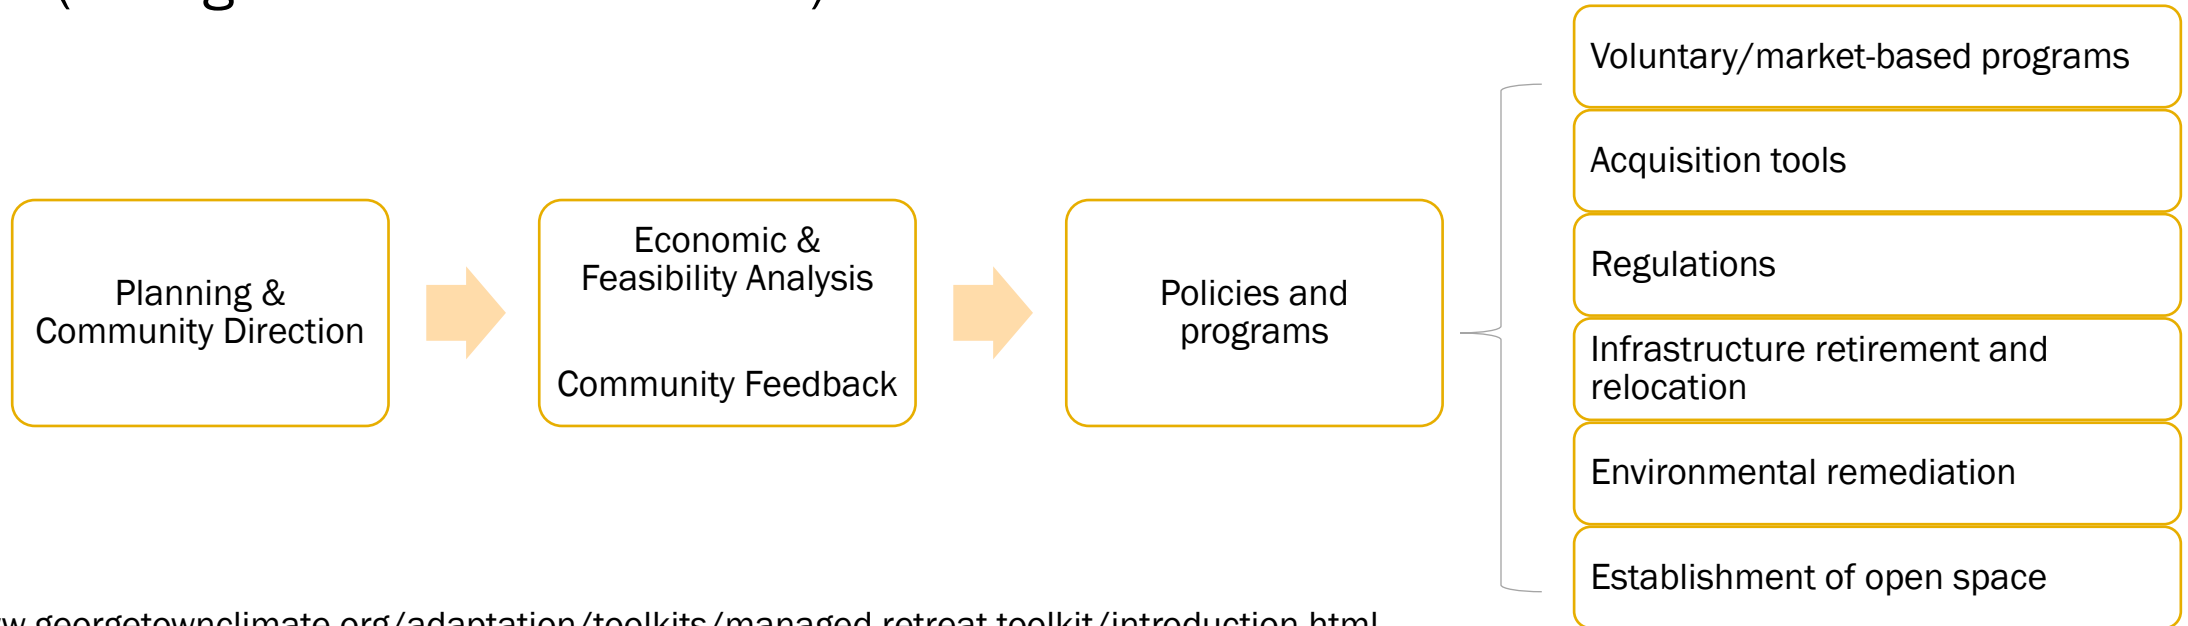 Planning &
Community Direction
Economic &
Feasibility Analysis
Community Feedback
Policies and
programs
Voluntary/market-based programs
Acquisition tools
Regulations
Infrastructure retirement and
relocation
Environmental remediation
Establishment of open space
w.georgetownclimate.org/adaptation/toolkits/managed-retreat-toolkit/introduction.html